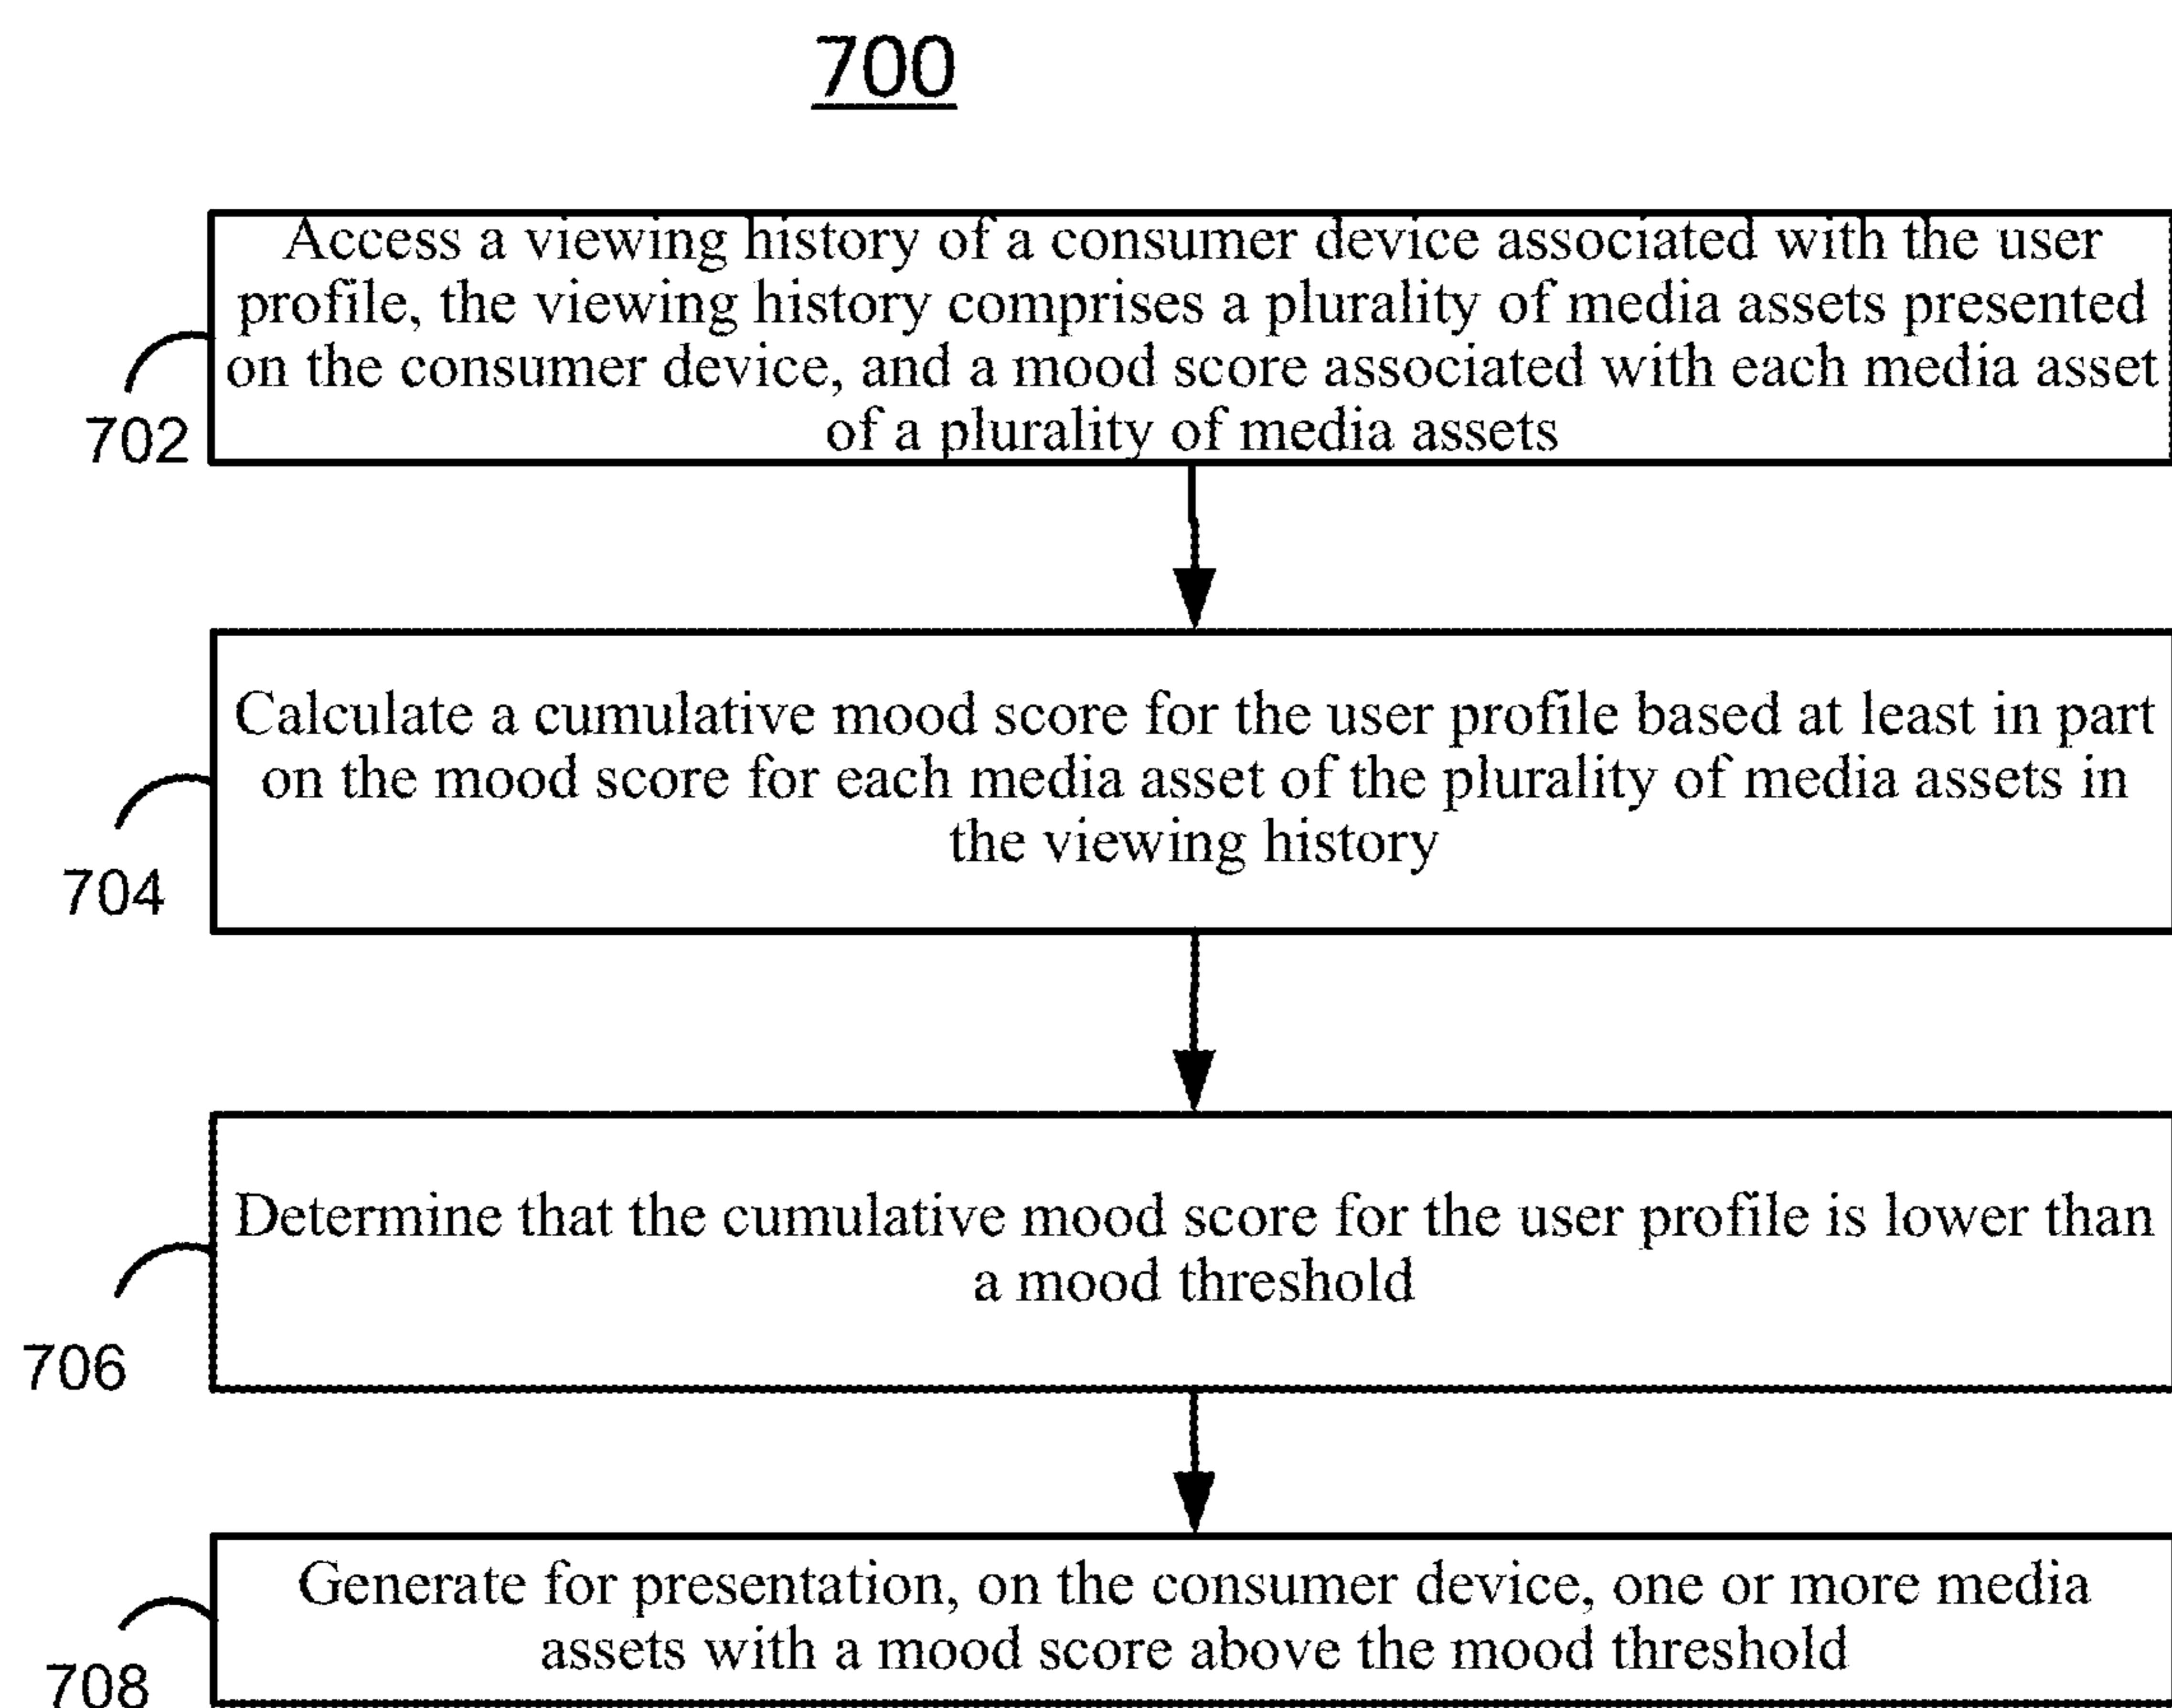 700
Access a viewing history of a consumer device associated with the user
profile, the viewing history comprises a plurality of media assets presented
on the consumer device, and a mood score associated with each media asset
of a plurality of media assets
702
Calculate a cumulative mood score for the user profile based at least in part
on the mood score for each media asset of the plurality of media assets in
the viewing history
704
Determine that the cumulative mood score for the user profile is lower than
a mood threshold
706
Generate for presentation, on the consumer device, one or more media
assets with a mood score above the mood threshold
708